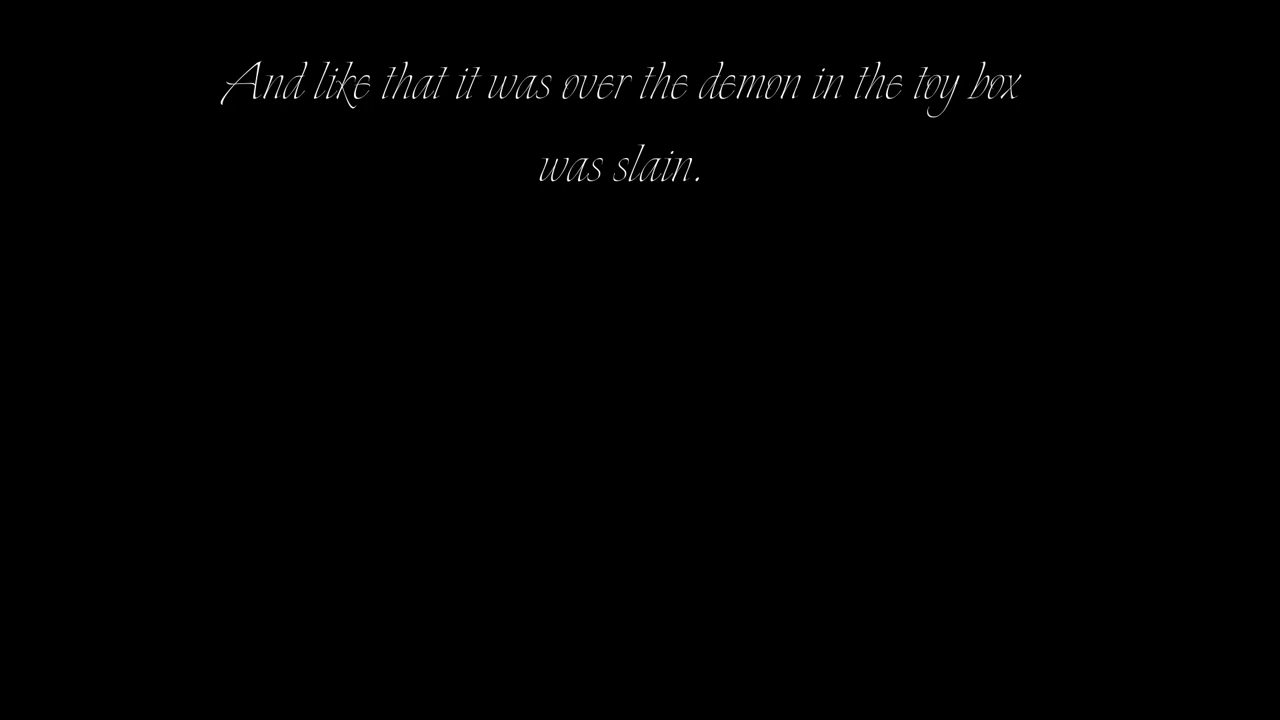 And like that it was over the demon in the toy box
was slain.